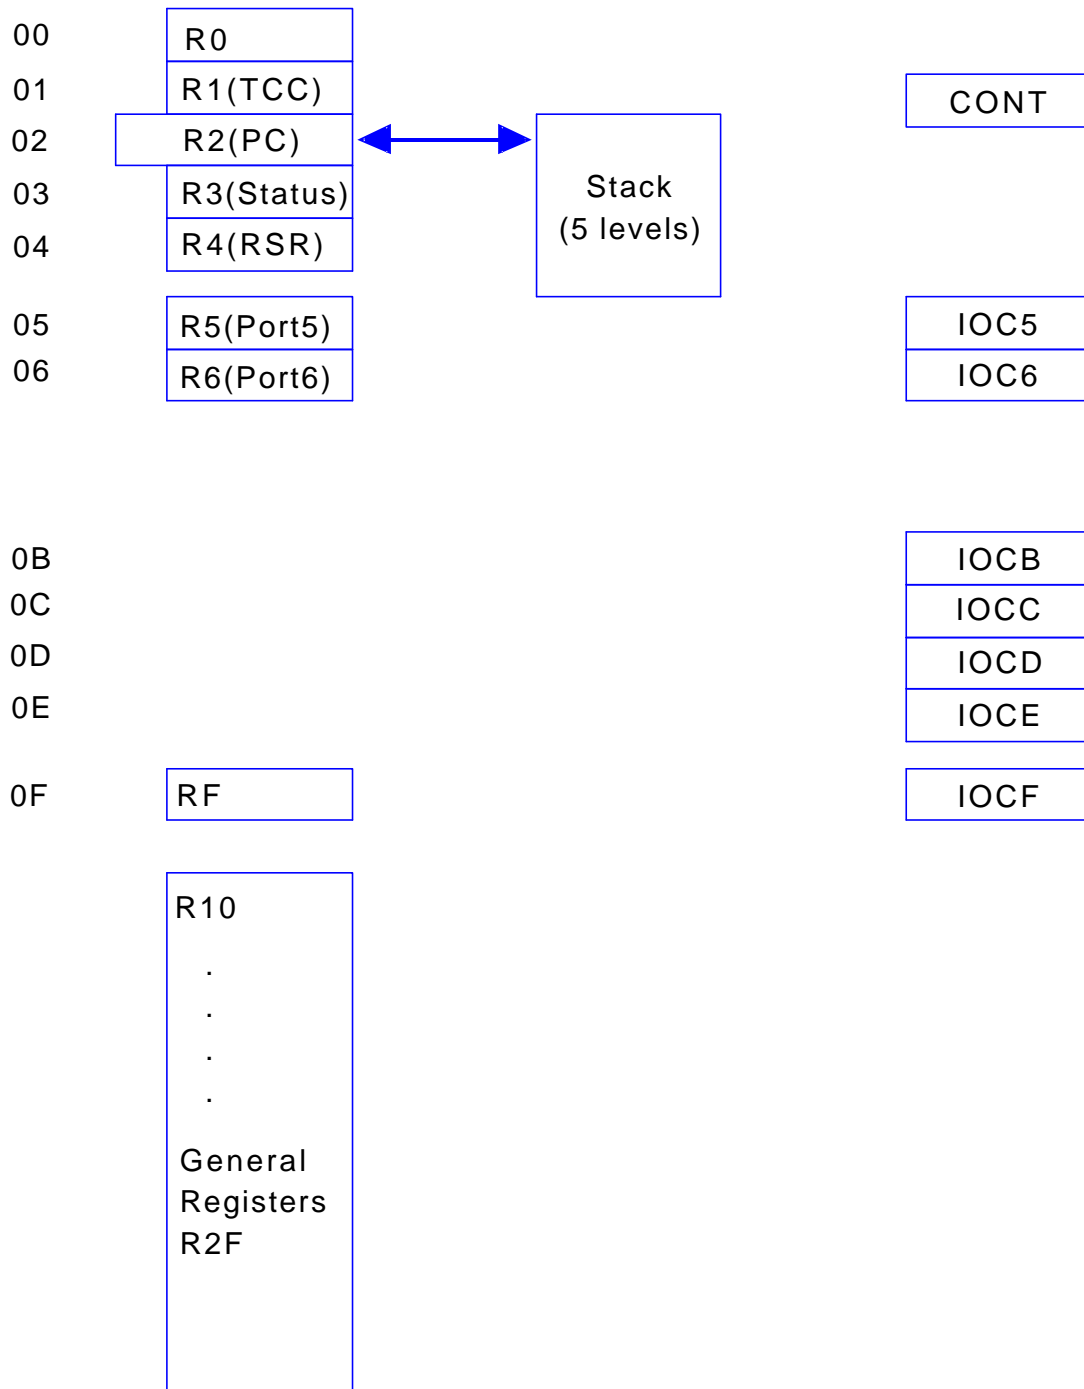 00
R0
01
R1(TCC)
CONT
02
R2(PC)
03
R3(Status)
Stack
(5 levels)
04
R4(RSR)
05
R5(Port5)
IOC5
06
R6(Port6)
IOC6
0B
IOCB
0C
IOCC
0D
IOCD
0E
IOCE
0F
RF
IOCF
R10
.
.
.
.
General
Registers
R2F